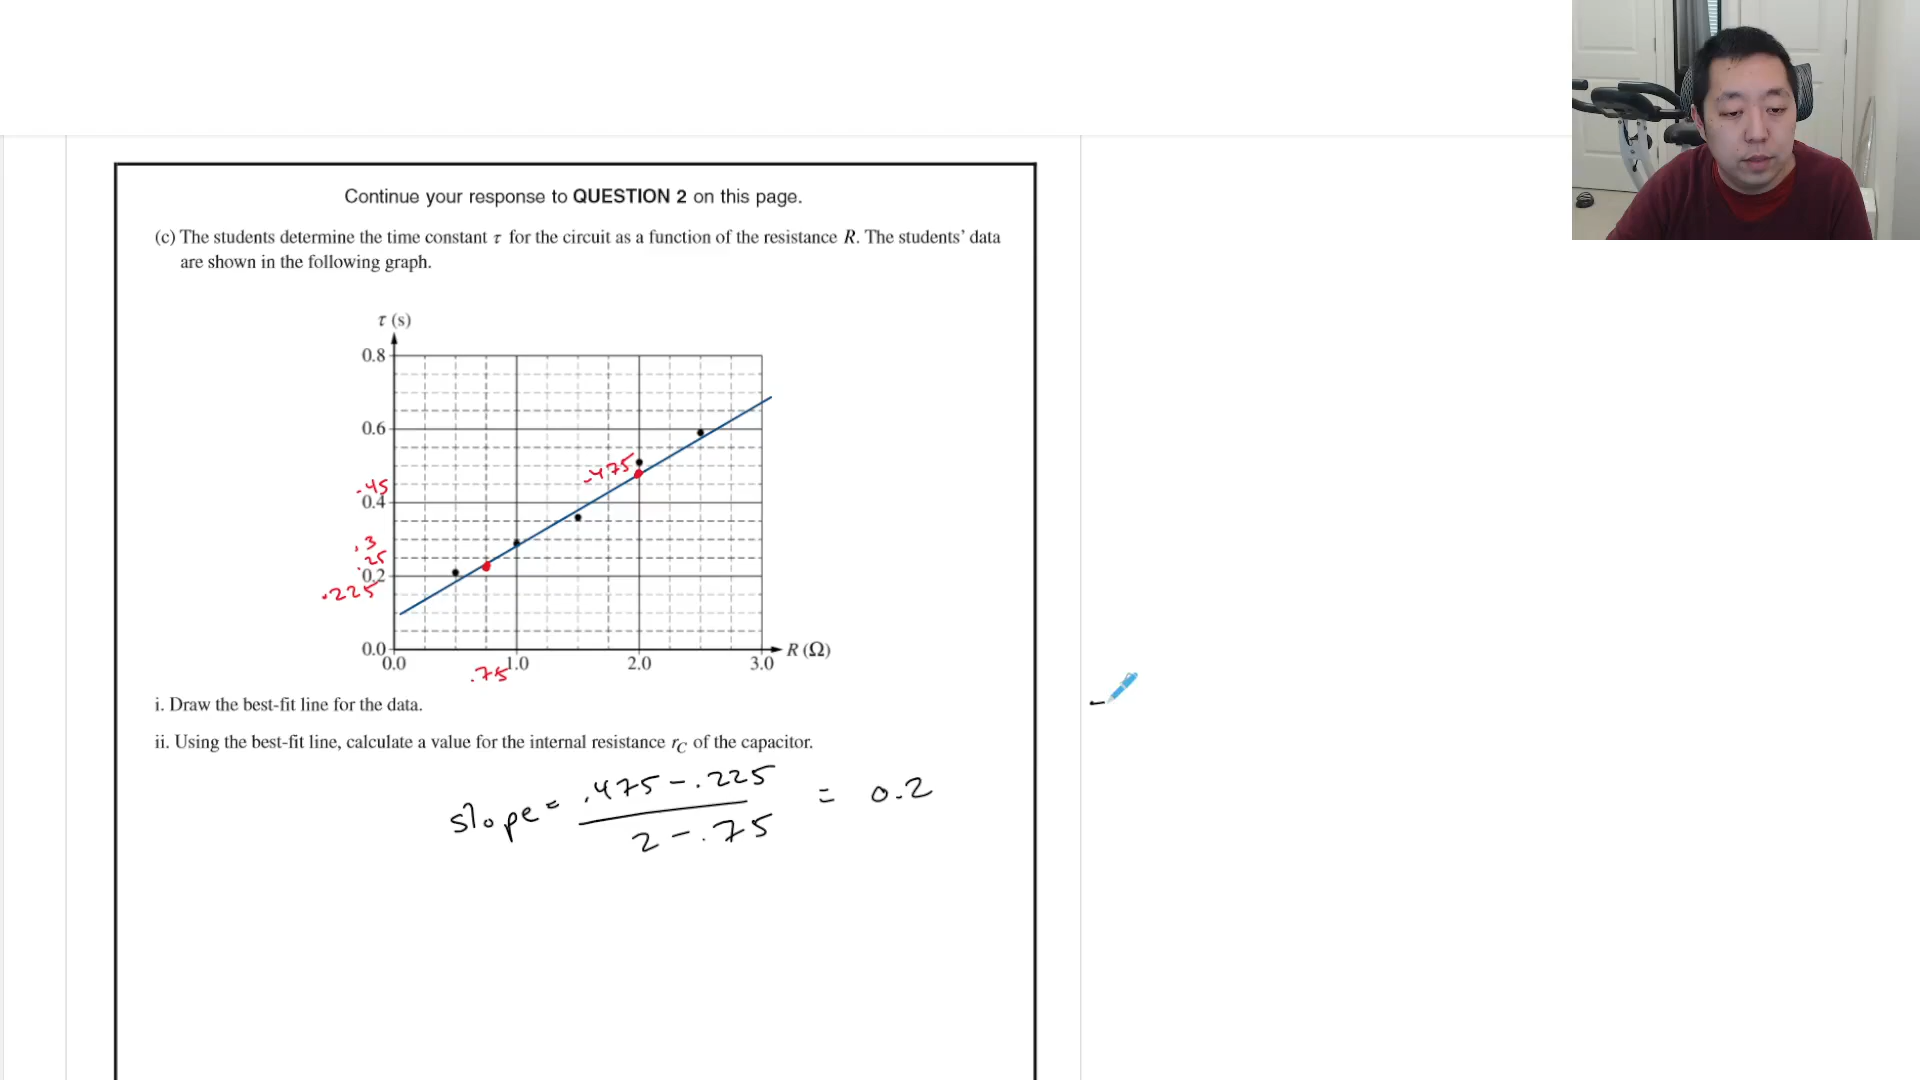 Continue your response to QUESTION 2 on this page.
(c) The students determine the time constant τ for the circuit as a function of the resistance R. The students' data
are shown in the following graph.
τ (s)
0.8
0.6
.475
.45
0.4
.3
.25
0.2
.225
0.0
0.0
.75
1.0
2.0
3.0
R (Ω)
i. Draw the best-fit line for the data.
ii. Using the best-fit line, calculate a value for the internal resistance rC of the capacitor.
slope = .475 - .225 / 2 - .75 = 0.2